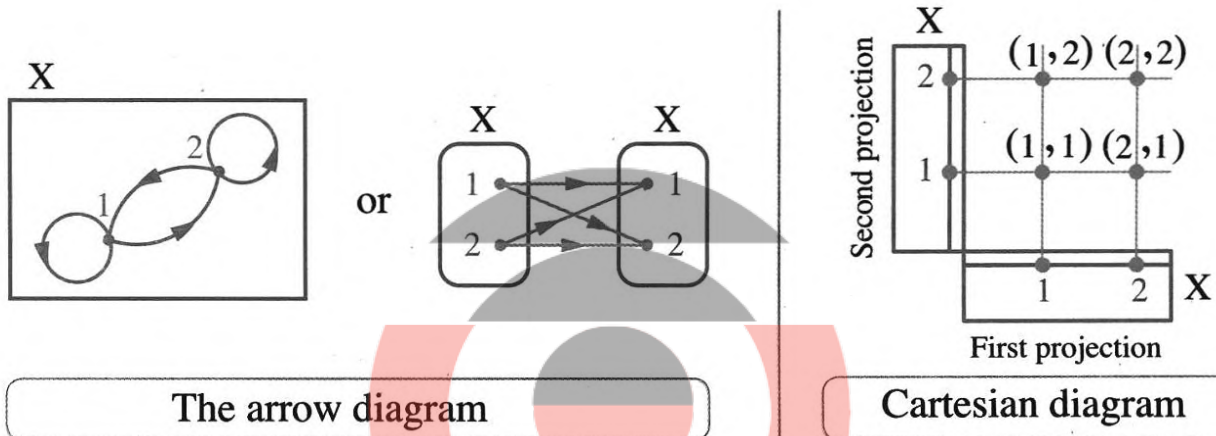 X
2
1
or
X
X
1
1
2
2
The arrow diagram
X
Second projection
2
1
(1,2) (2,2)
(1,1) (2,1)
1
2
X
First projection
Cartesian diagram